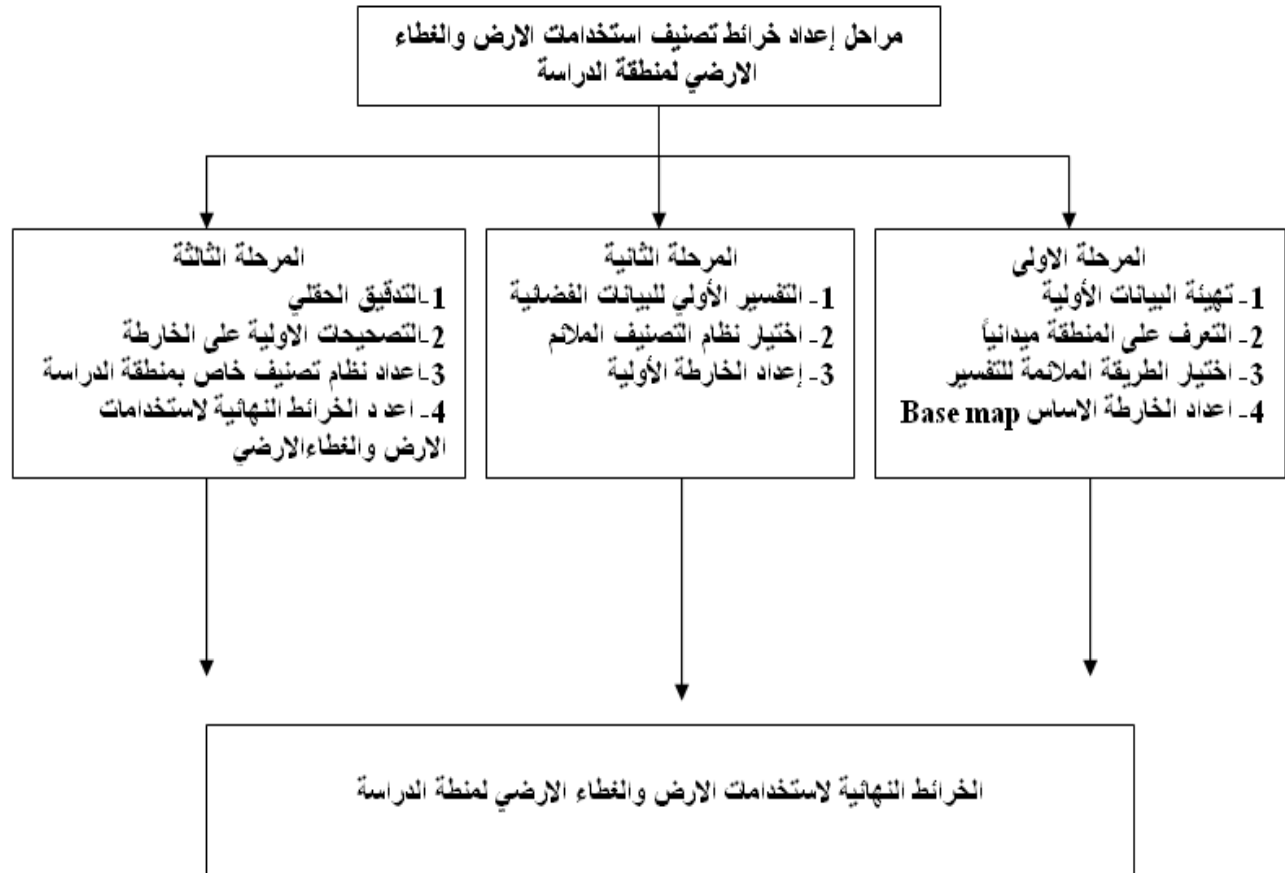 مراحل إعداد خرائط تصنيف استخدامات الارض والغطاء
الارضي لمنطقة الدراسة
المرحلة الاولى
1- تهيئة البيانات الأولية
2- التعرف على المنطقة ميدانياً
3- اختيار الطريقة الملائمة للتفسير
4- اعداد الخارطة الاساس Base map
المرحلة الثانية
1- التفسير الأولي للبيانات الفضائية
2- اختيار نظام التصنيف الملائم
3- إعداد الخارطة الأولية
المرحلة الثالثة
1-التدقيق الحقلي
2-التصحيحات الاولية على الخارطة
3-اعداد نظام تصنيف خاص بمنطقة الدراسة
4- اعدد الخرائط النهائية لاستخدامات
الارض والغطاءالارضي
الخرائط النهائية لاستخدامات الارض والغطاء الارضي لمنطة الدراسة